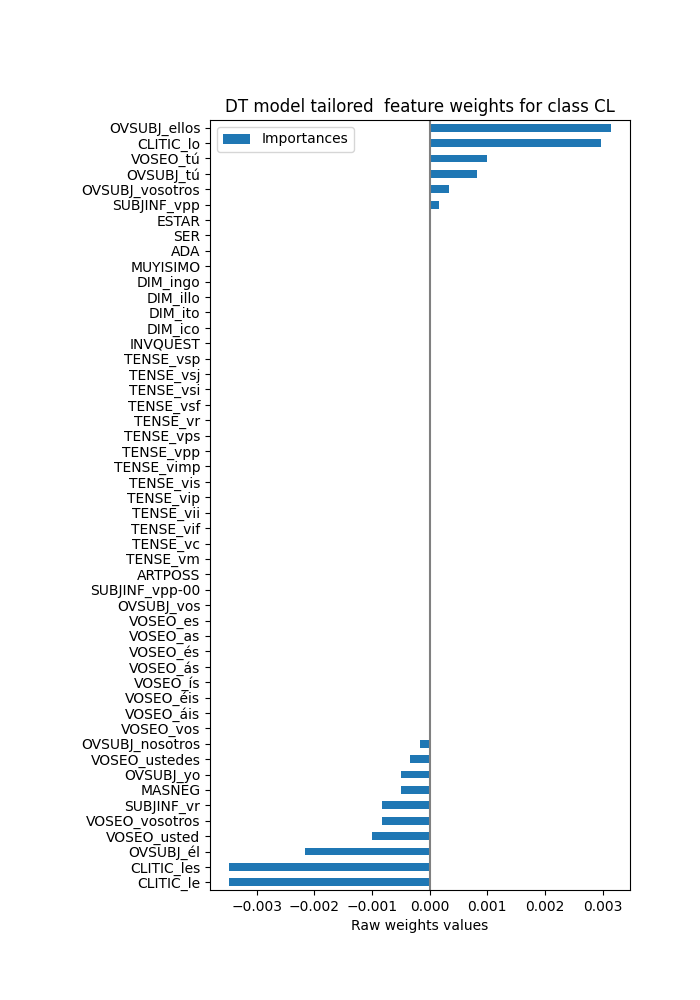 DT model tailored  feature weights for class CL
Importances
OVSUBJ_ellos
CLITIC_lo
VOSEO_tú
OVSUBJ_tú
OVSUBJ_vosotros
SUBJINF_vpp
ESTAR
SER
ADA
MUYISIMO
DIM_ingo
DIM_illo
DIM_ito
DIM_ico
INVQUEST
TENSE_vsp
TENSE_vsj
TENSE_vsi
TENSE_vsf
TENSE_vr
TENSE_vps
TENSE_vpp
TENSE_vimp
TENSE_vis
TENSE_vip
TENSE_vii
TENSE_vif
TENSE_vc
TENSE_vm
ARTPOSS
SUBJINF_vpp-00
OVSUBJ_vos
VOSEO_es
VOSEO_as
VOSEO_és
VOSEO_ás
VOSEO_ís
VOSEO_éis
VOSEO_áis
VOSEO_vos
OVSUBJ_nosotros
VOSEO_ustedes
OVSUBJ_yo
MASNEG
SUBJINF_vr
VOSEO_vosotros
VOSEO_usted
OVSUBJ_él
CLITIC_les
CLITIC_le
−0.003 −0.002 −0.001 0.000 0.001 0.002 0.003
Raw weights values